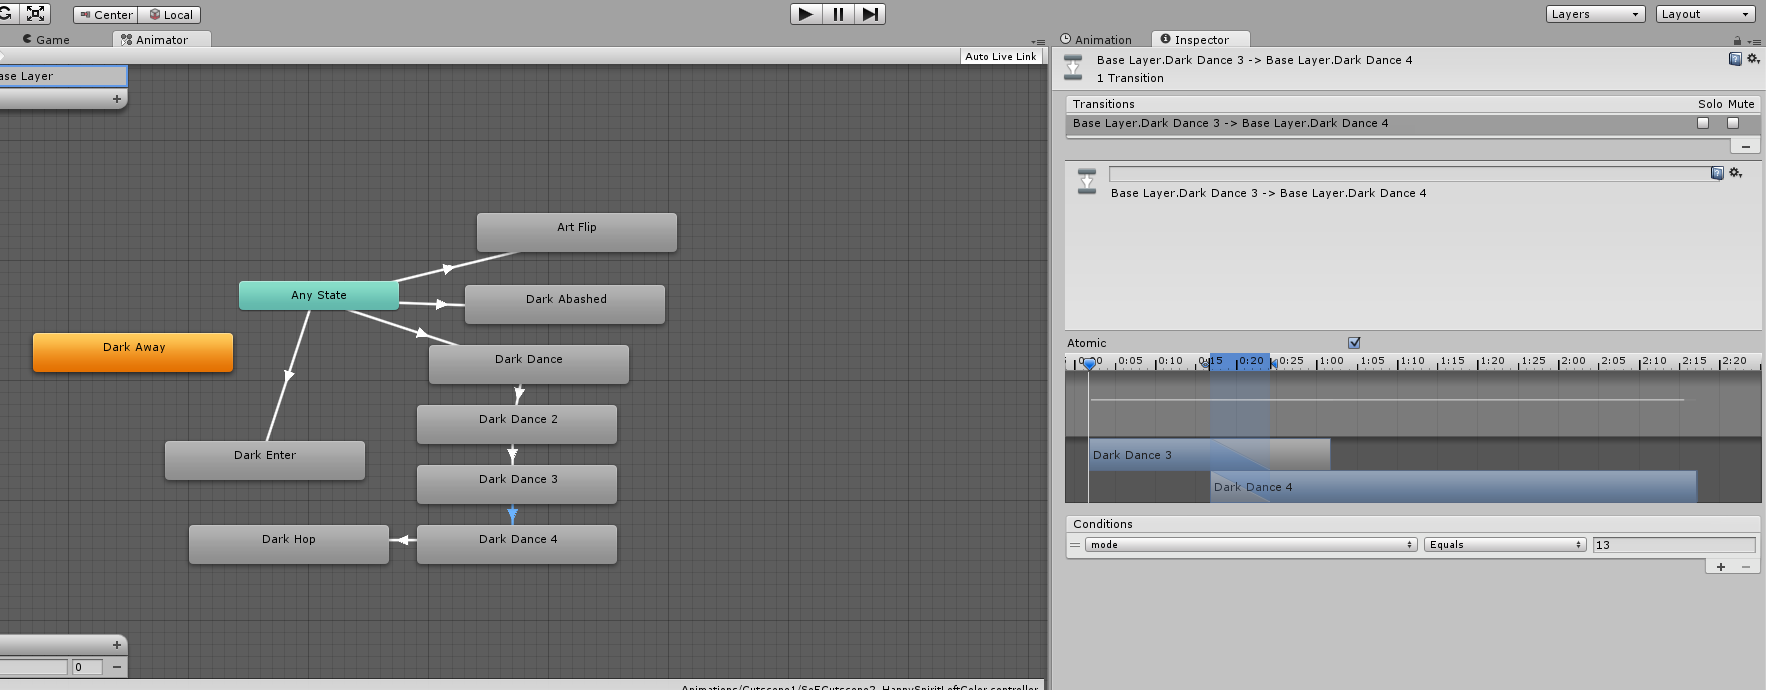 Center Local
Layers Layout
Game Animator
Auto Live Link
ase Layer
Art Flip
Any State
Dark Abashed
Dark Away
Dark Dance
Dark Dance 2
Dark Enter
Dark Dance 3
Dark Hop
Dark Dance 4
0
Animations/Cutscene1/SoFCutscene2_HappySpiritLeftColor.controller
Animation Inspector
Base Layer.Dark Dance 3 -> Base Layer.Dark Dance 4
1 Transition
Transitions Solo Mute
Base Layer.Dark Dance 3 -> Base Layer.Dark Dance 4
Base Layer.Dark Dance 3 -> Base Layer.Dark Dance 4
Atomic
0:00 0:05 0:10 0:15 0:20 0:25 1:00 1:05 1:10 1:15 1:20 1:25 2:00 2:05 2:10 2:15 2:20
Dark Dance 3
Dark Dance 4
Conditions
mode Equals 13